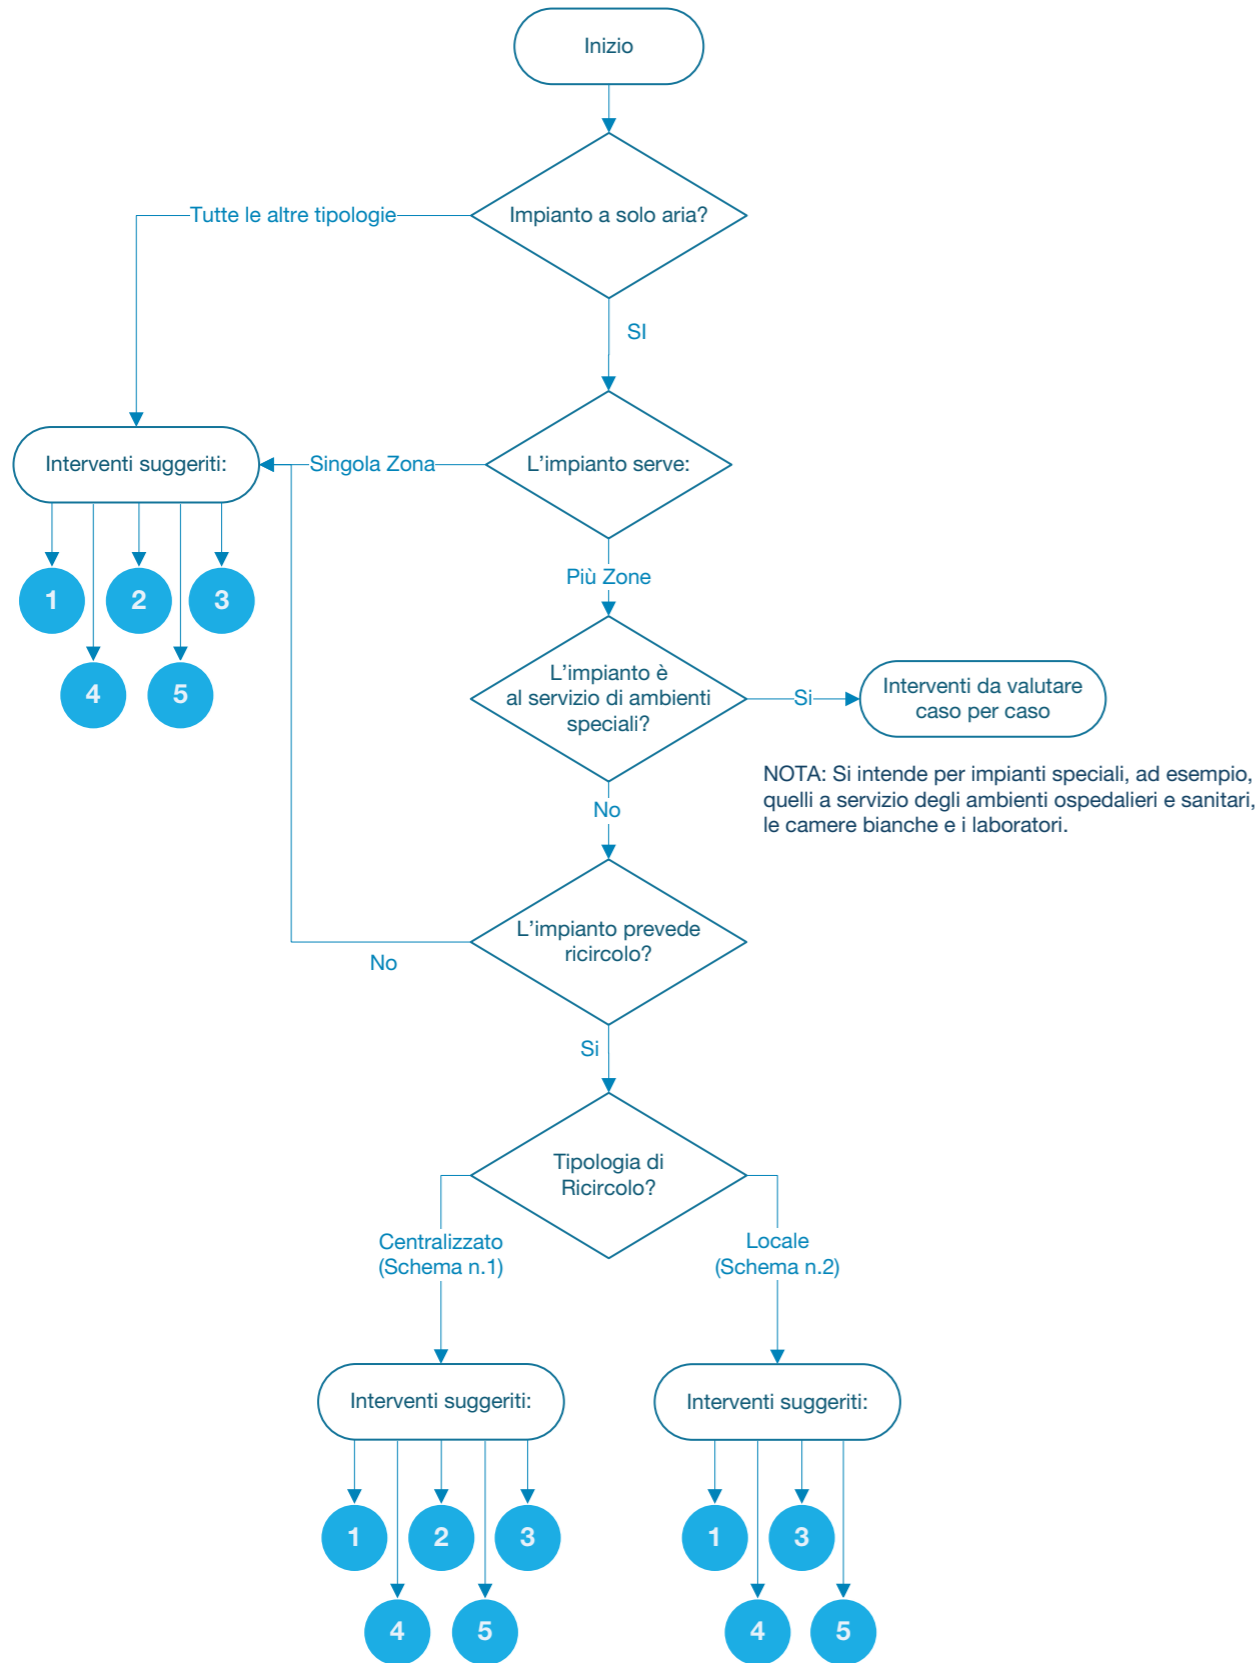 Inizio
Impianto a solo aria?
Tutte le altre tipologie
SI
Interventi suggeriti:
Singola Zona
L'impianto serve:
1
2
3
4
5
Più Zone
L'impianto è
al servizio di ambienti
speciali?
Si
Interventi da valutare
caso per caso
NOTA: Si intende per impianti speciali, ad esempio,
quelli a servizio degli ambienti ospedalieri e sanitari,
le camere bianche e i laboratori.
No
L'impianto prevede
ricircolo?
No
Si
Tipologia di
Ricircolo?
Centralizzato
(Schema n.1)
Locale
(Schema n.2)
Interventi suggeriti:
1
2
3
4
5
Interventi suggeriti:
1
3
4
5